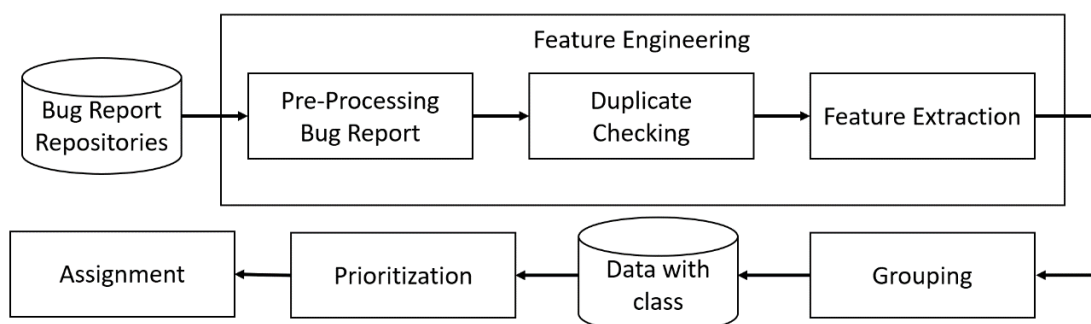 Feature Engineering
Bug Report
Repositories
Pre-Processing
Bug Report
Duplicate
Checking
Feature Extraction
Assignment
Prioritization
Data with
class
Grouping